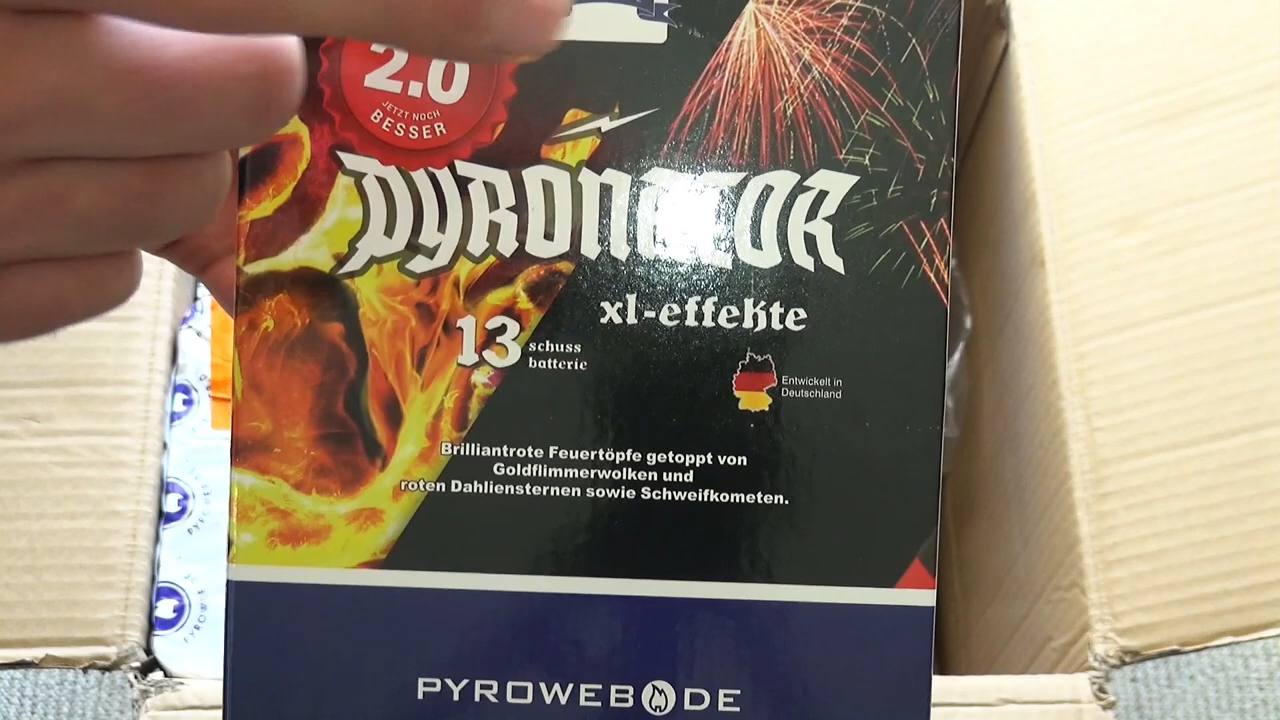 2.0
JETZT NOCH
BESSER
PYRONATOR
xl-effekte
13 schuss
batterie
Entwickelt in
Deutschland
Brilliantrote Feuertöpfe getoppt von
Goldflimmerwolken und
roten Dahliensternen sowie Schweifkometen.
PYROWEB DE